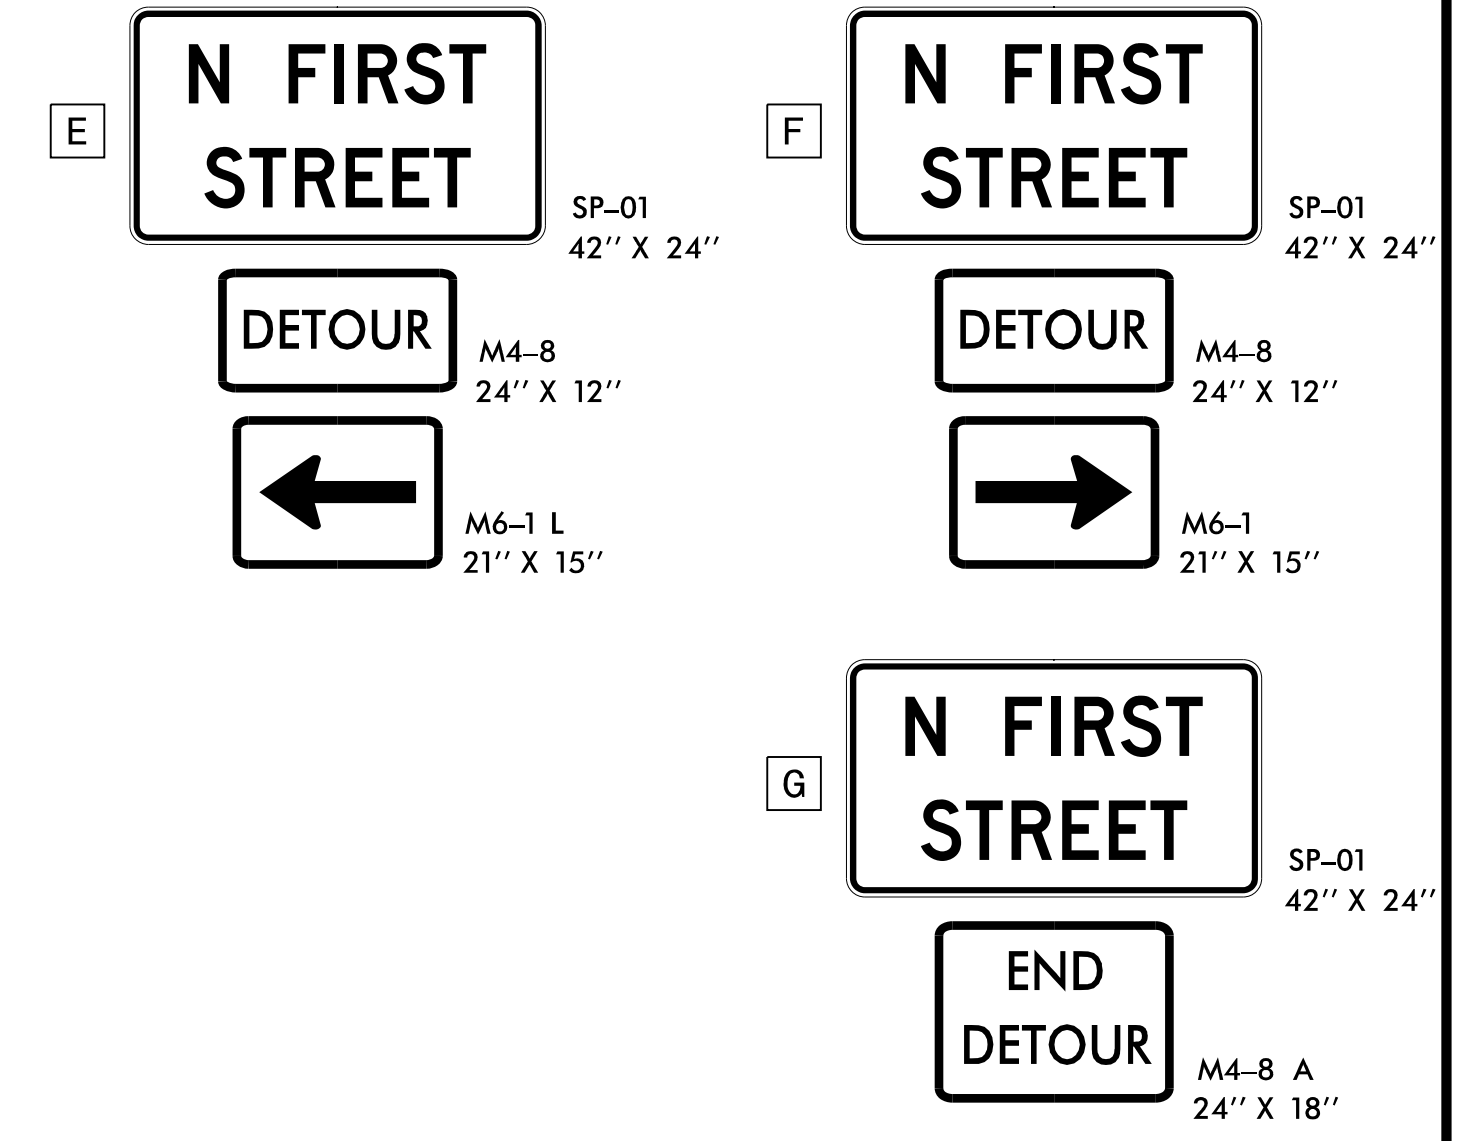 E
N FIRST
STREET
SP–01
42'' X 24''
DETOUR
M4–8
24'' X 12''
M6–1 L
21'' X 15''
F
N FIRST
STREET
SP–01
42'' X 24''
DETOUR
M4–8
24'' X 12''
M6–1
21'' X 15''
G
N FIRST
STREET
SP–01
42'' X 24''
END
DETOUR
M4–8 A
24'' X 18''